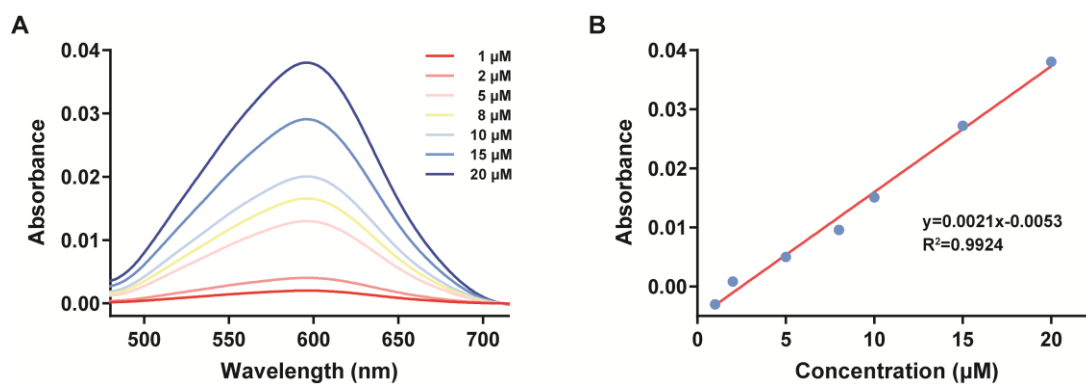 A
Absorbance
0.04
0.03
0.02
0.01
0.00
500
550
600
650
700
Wavelength (nm)
1 µM
2 µM
5 µM
8 µM
10 µM
15 µM
20 µM
B
Absorbance
0.04
0.03
0.02
0.01
0.00
0
5
10
15
20
Concentration (µM)
y=0.0021x-0.0053
R²=0.9924